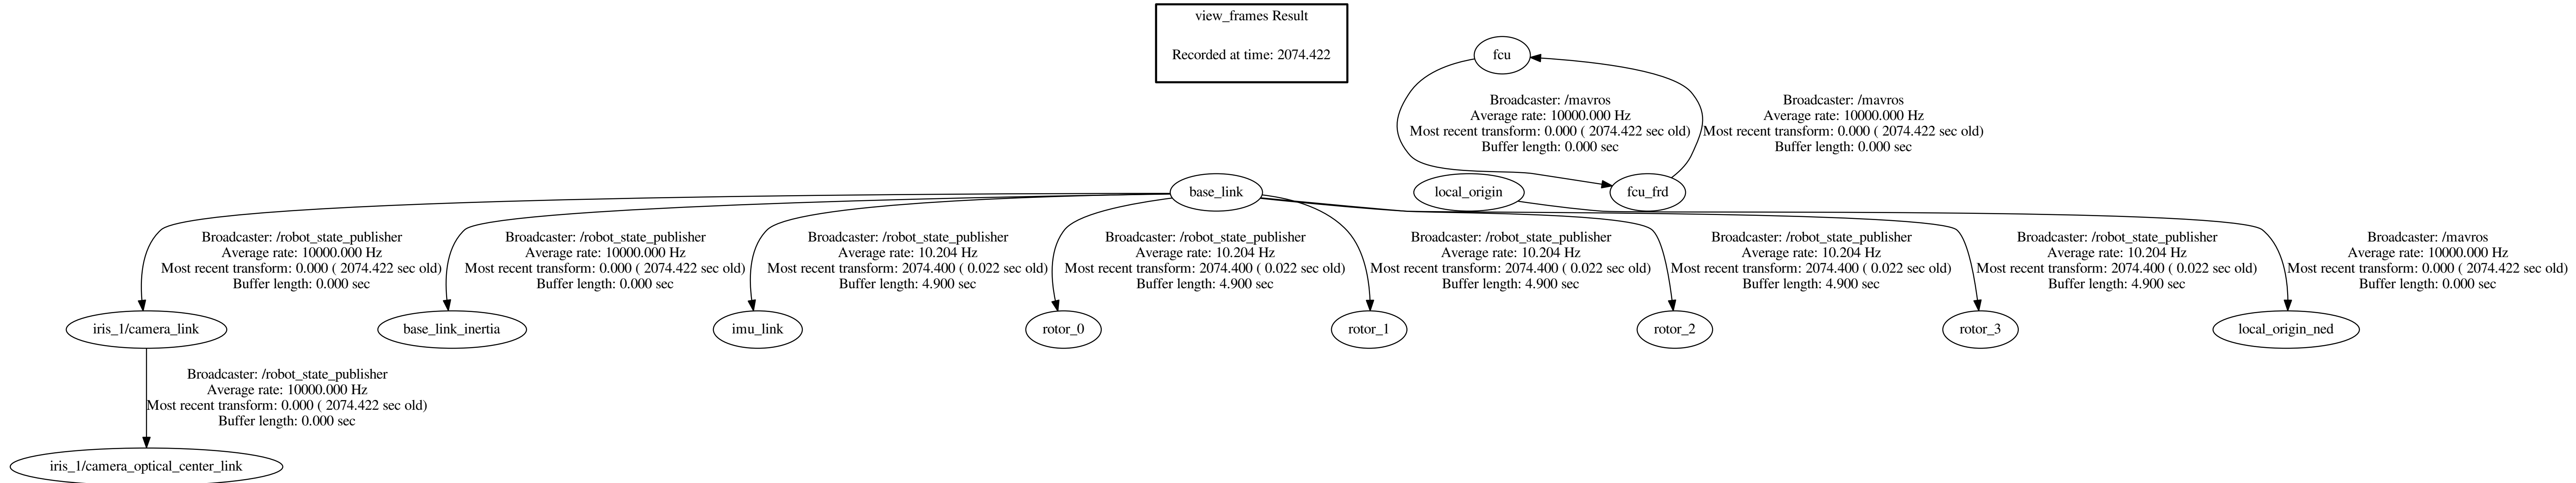 view_frames Result
Recorded at time: 2074.422
fcu
Broadcaster: /mavros
Average rate: 10000.000 Hz
Most recent transform: 0.000 ( 2074.422 sec old)
Buffer length: 0.000 sec
Broadcaster: /mavros
Average rate: 10000.000 Hz
Most recent transform: 0.000 ( 2074.422 sec old)
Buffer length: 0.000 sec
base_link
local_origin
fcu_frd
Broadcaster: /robot_state_publisher
Average rate: 10000.000 Hz
Most recent transform: 0.000 ( 2074.422 sec old)
Buffer length: 0.000 sec
Broadcaster: /robot_state_publisher
Average rate: 10000.000 Hz
Most recent transform: 0.000 ( 2074.422 sec old)
Buffer length: 0.000 sec
Broadcaster: /robot_state_publisher
Average rate: 10.204 Hz
Most recent transform: 2074.400 ( 0.022 sec old)
Buffer length: 4.900 sec
Broadcaster: /robot_state_publisher
Average rate: 10.204 Hz
Most recent transform: 2074.400 ( 0.022 sec old)
Buffer length: 4.900 sec
Broadcaster: /robot_state_publisher
Average rate: 10.204 Hz
Most recent transform: 2074.400 ( 0.022 sec old)
Buffer length: 4.900 sec
Broadcaster: /robot_state_publisher
Average rate: 10.204 Hz
Most recent transform: 2074.400 ( 0.022 sec old)
Buffer length: 4.900 sec
Broadcaster: /robot_state_publisher
Average rate: 10.204 Hz
Most recent transform: 2074.400 ( 0.022 sec old)
Buffer length: 4.900 sec
Broadcaster: /mavros
Average rate: 10000.000 Hz
Most recent transform: 0.000 ( 2074.422 sec old)
Buffer length: 0.000 sec
iris_1/camera_link
base_link_inertia
imu_link
rotor_0
rotor_1
rotor_2
rotor_3
local_origin_ned
Broadcaster: /robot_state_publisher
Average rate: 10000.000 Hz
Most recent transform: 0.000 ( 2074.422 sec old)
Buffer length: 0.000 sec
iris_1/camera_optical_center_link